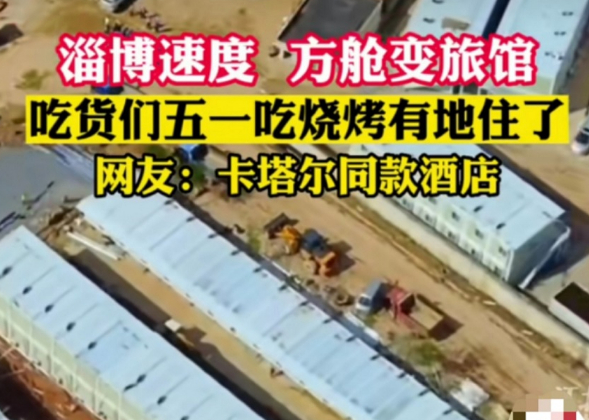 淄博速度 方舱变旅馆
吃货们五一吃烧烤有地住了
网友：卡塔尔同款酒店